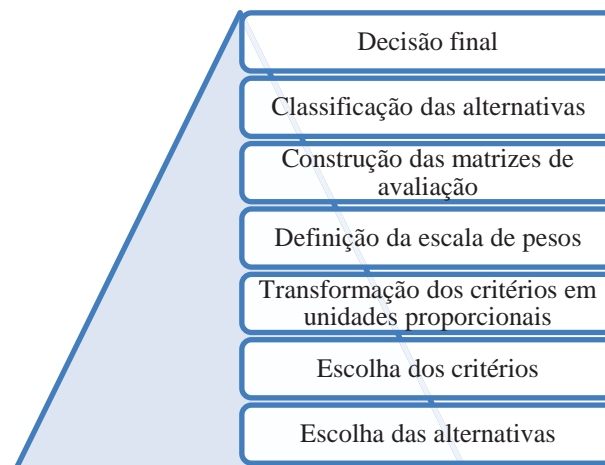 Decisão final
Classificação das alternativas
Construção das matrizes de
avaliação
Definição da escala de pesos
Transformação dos critérios em
unidades proporcionais
Escolha dos critérios
Escolha das alternativas